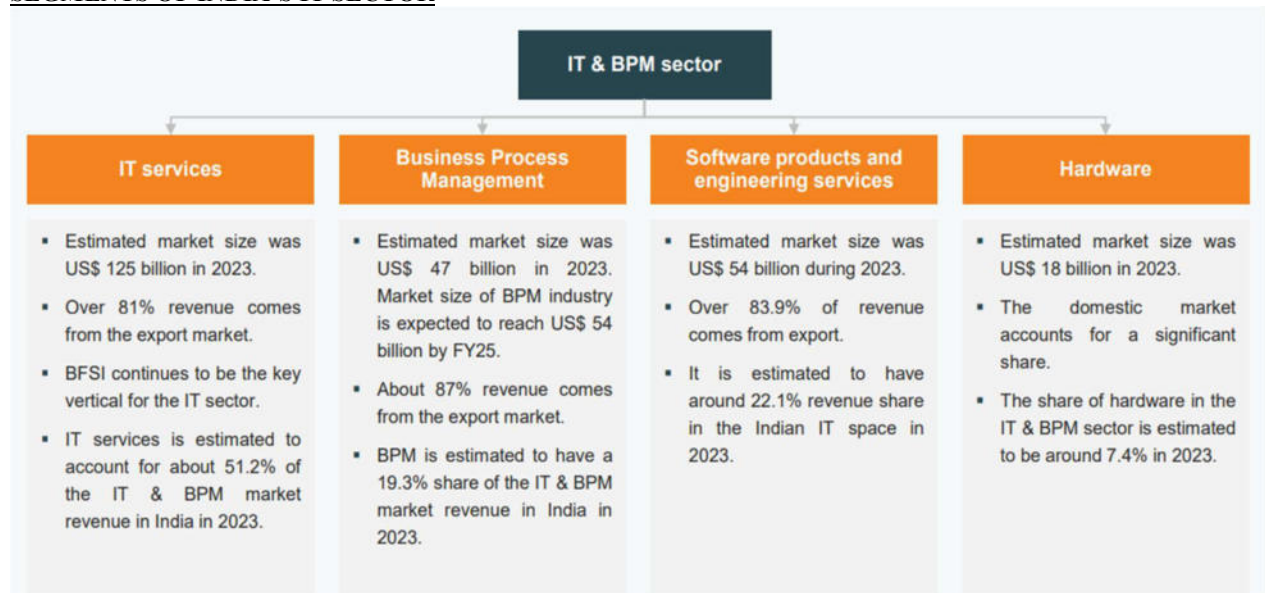 SEGMENTS OF INDIA'S IT SECTOR
IT & BPM sector
IT services
Business Process
Management
Software products and
engineering services
Hardware
▪ Estimated market size was
US$ 125 billion in 2023.
▪ Over 81% revenue comes
from the export market.
▪ BFSI continues to be the key
vertical for the IT sector.
▪ IT services is estimated to
account for about 51.2% of
the IT & BPM market
revenue in India in 2023.
▪ Estimated market size was
US$ 47 billion in 2023.
Market size of BPM industry
is expected to reach US$ 54
billion by FY25.
▪ About 87% revenue comes
from the export market.
▪ BPM is estimated to have a
19.3% share of the IT & BPM
market revenue in India in
2023.
▪ Estimated market size was
US$ 54 billion during 2023.
▪ Over 83.9% of revenue
comes from export.
▪ It is estimated to have
around 22.1% revenue share
in the Indian IT space in
2023.
▪ Estimated market size was
US$ 18 billion in 2023.
▪ The domestic market
accounts for a significant
share.
▪ The share of hardware in the
IT & BPM sector is estimated
to be around 7.4% in 2023.